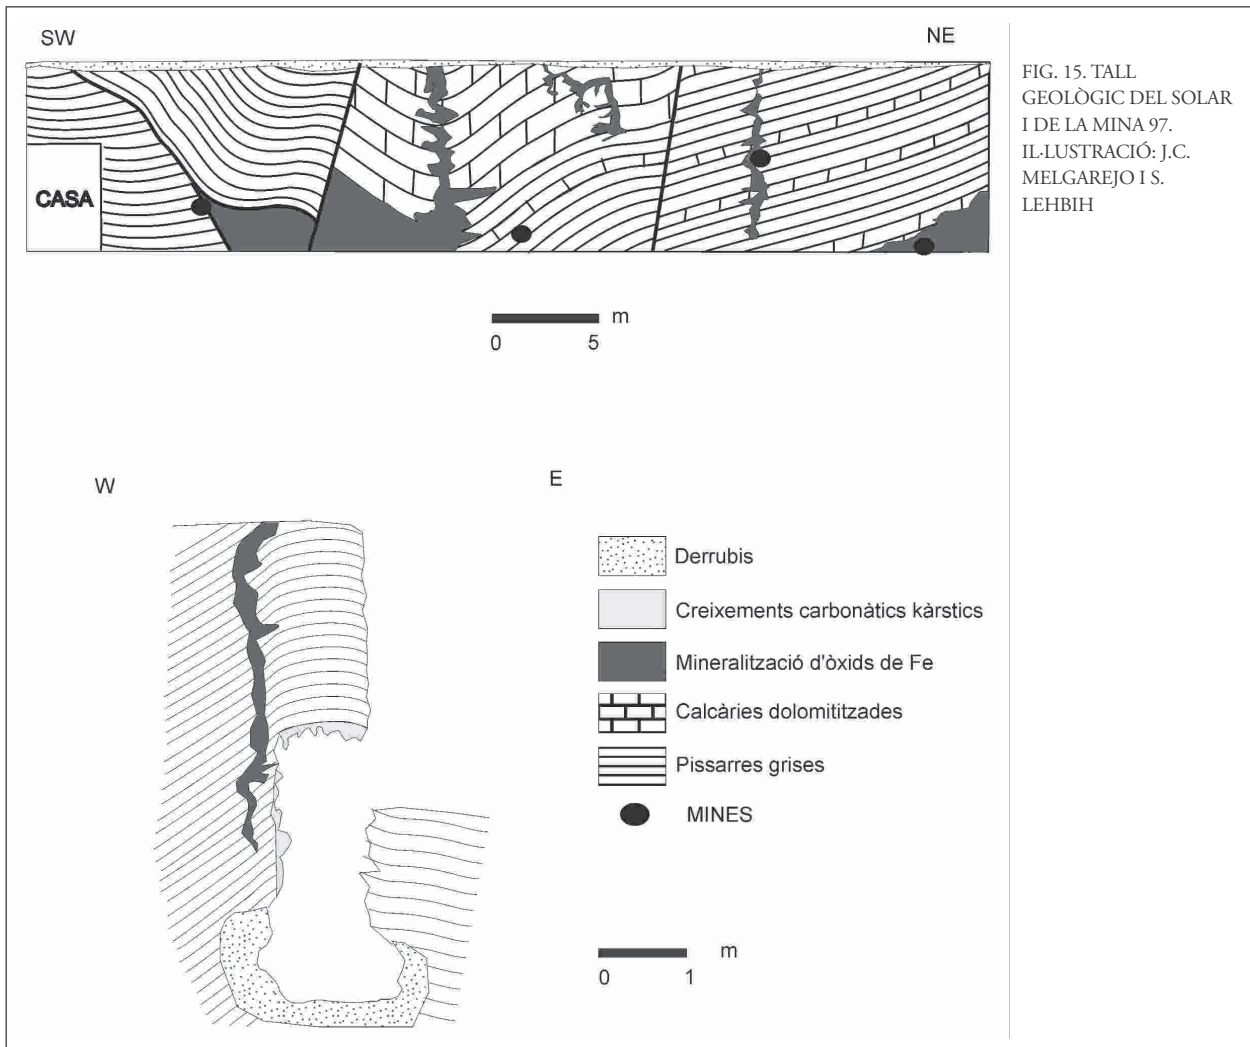 SW
NE
CASA
m
0 5
FIG. 15. TALL
GEOLÒGIC DEL SOLAR
I DE LA MINA 97.
IL·LUSTRACIÓ: J.C.
MELGAREJO I S.
LEHBIH
W
E
Derrubis
Creixements carbonàtics kàrstics
Mineralització d'òxids de Fe
Calcàries dolomititzades
Pissarres grises
MINES
m
0 1